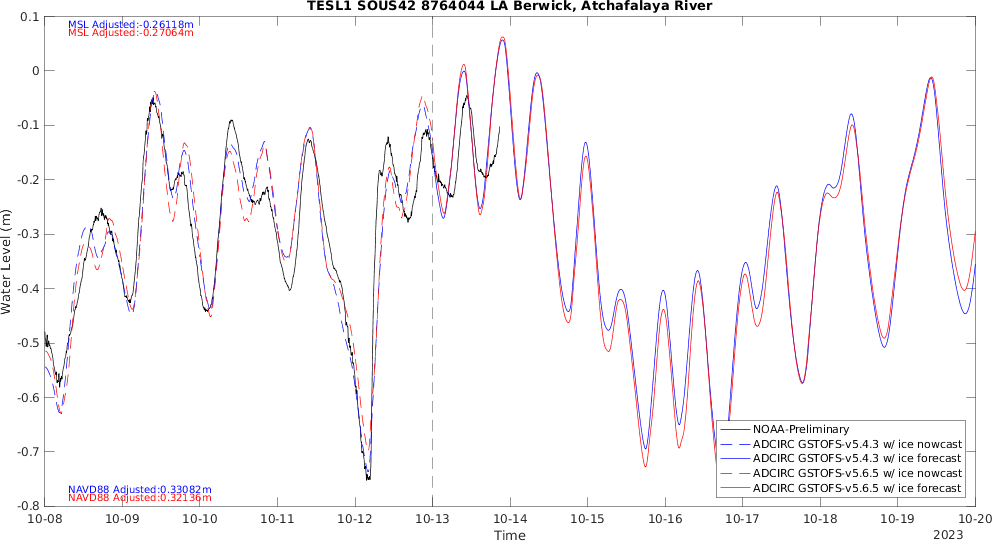 TESL1 SOUS42 8764044 LA Berwick, Atchafalaya River
MSL Adjusted:-0.26118m
MSL Adjusted:-0.27064m
0.1
0
-0.1
-0.2
-0.3
-0.4
-0.5
-0.6
-0.7
-0.8
Water Level (m)
NOAA-Preliminary
ADCIRC GSTOFS-v5.4.3 w/ ice nowcast
ADCIRC GSTOFS-v5.4.3 w/ ice forecast
ADCIRC GSTOFS-v5.6.5 w/ ice nowcast
ADCIRC GSTOFS-v5.6.5 w/ ice forecast
NAVD88 Adjusted:0.33082m
NAVD88 Adjusted:0.32136m
10-08 10-09 10-10 10-11 10-12 10-13 10-14 10-15 10-16 10-17 10-18 10-19 10-20
Time
2023